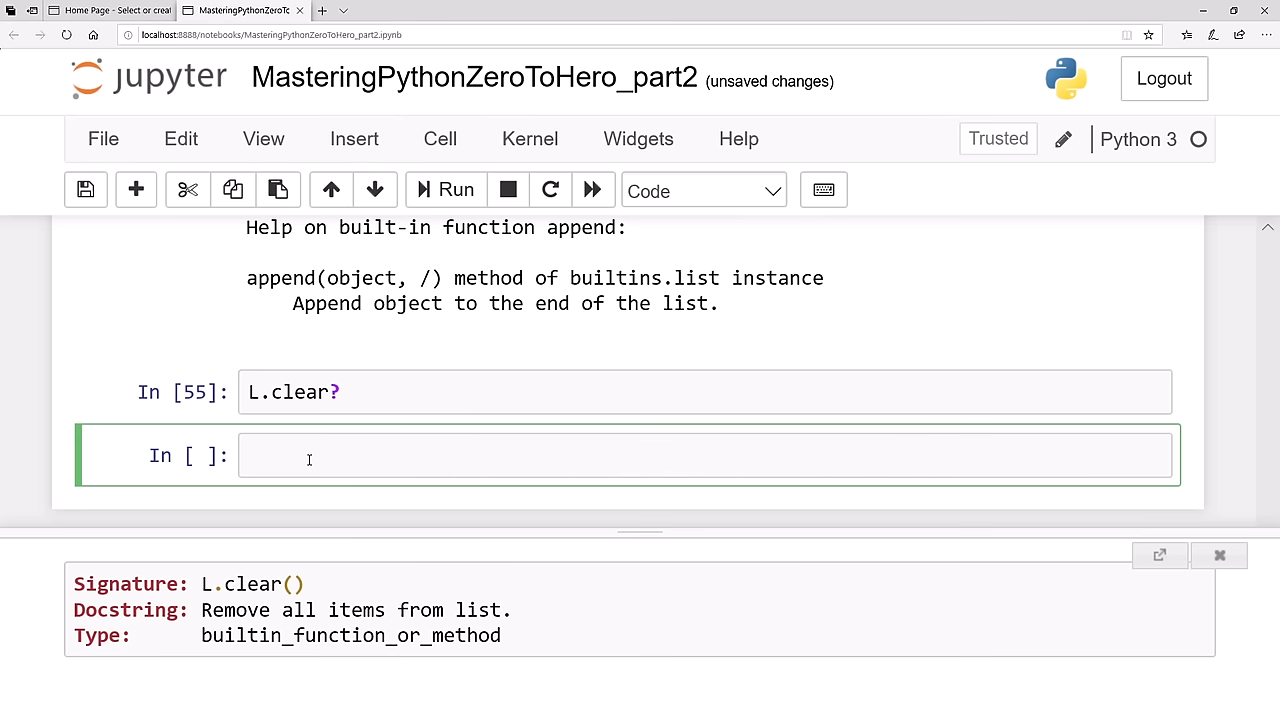 Home Page - Select or creat
MasteringPythonZeroTo
localhost:8888/notebooks/MasteringPythonZeroToHero_part2.ipynb
jupyter
MasteringPythonZeroToHero_part2 (unsaved changes)
Logout
File Edit View Insert Cell Kernel Widgets Help
Trusted
Python 3
Run
Code
Help on built-in function append:
append(object, /) method of builtins.list instance
Append object to the end of the list.
In [55]: L.clear?
In [ ]:
Signature: L.clear()
Docstring: Remove all items from list.
Type: builtin_function_or_method